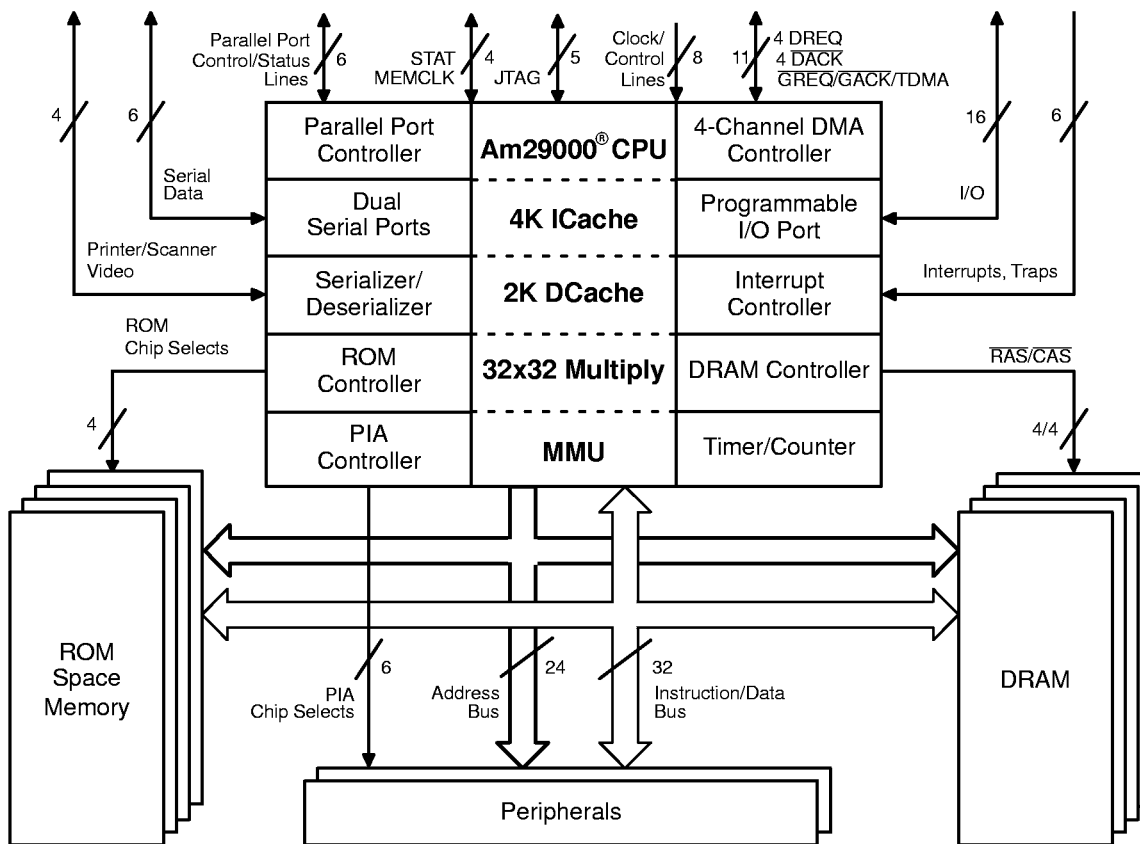 Parallel Port
Control/Status
Lines
6
STAT
MEMCLK
4
JTAG
5
Clock/
Control
Lines
8
11
4 DREQ
4 DACK
GREQ/GACK/TDMA
4
6
16
6
Serial
Data
Printer/Scanner
Video
I/O
Interrupts, Traps
Parallel Port
Controller
Am29000® CPU
4-Channel DMA
Controller
Dual
Serial Ports
4K ICache
Programmable
I/O Port
Serializer/
Deserializer
2K DCache
Interrupt
Controller
ROM
Chip Selects
ROM
Controller
32x32 Multiply
DRAM Controller
RAS/CAS
4
PIA
Controller
MMU
Timer/Counter
4/4
ROM
Space
Memory
6
PIA
Chip Selects
24
Address
Bus
32
Instruction/Data
Bus
DRAM
Peripherals